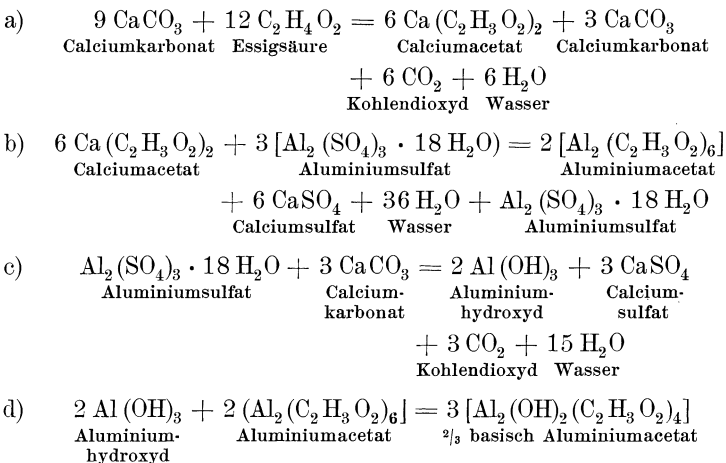 a) 9 CaCO₃ + 12 C₂H₄O₂ = 6 Ca(C₂H₃O₂)₂ + 3 CaCO₃
Calciumkarbonat Essigsäure Calciumacetat Calciumkarbonat
+ 6 CO₂ + 6 H₂O
Kohlendioxyd Wasser
b) 6 Ca(C₂H₃O₂)₂ + 3 [Al₂(SO₄)₃ · 18 H₂O) = 2 [Al₂(C₂H₃O₂)₆]
Calciumacetat Aluminiumsulfat Aluminiumacetat
+ 6 CaSO₄ + 36 H₂O + Al₂(SO₄)₃ · 18 H₂O
Calciumsulfat Wasser Aluminiumsulfat
c) Al₂(SO₄)₃ · 18 H₂O + 3 CaCO₃ = 2 Al(OH)₃ + 3 CaSO₄
Aluminiumsulfat Calcium- Aluminium- Calcium-
karbonat hydroxyd sulfat
+ 3 CO₂ + 15 H₂O
Kohlendioxyd Wasser
d) 2 Al(OH)₃ + 2 (Al₂(C₂H₃O₂)₆] = 3 [Al₂(OH)₂(C₂H₃O₂)₄]
Aluminium- Aluminiumacetat ²/₃ basisch Aluminiumacetat
hydroxyd